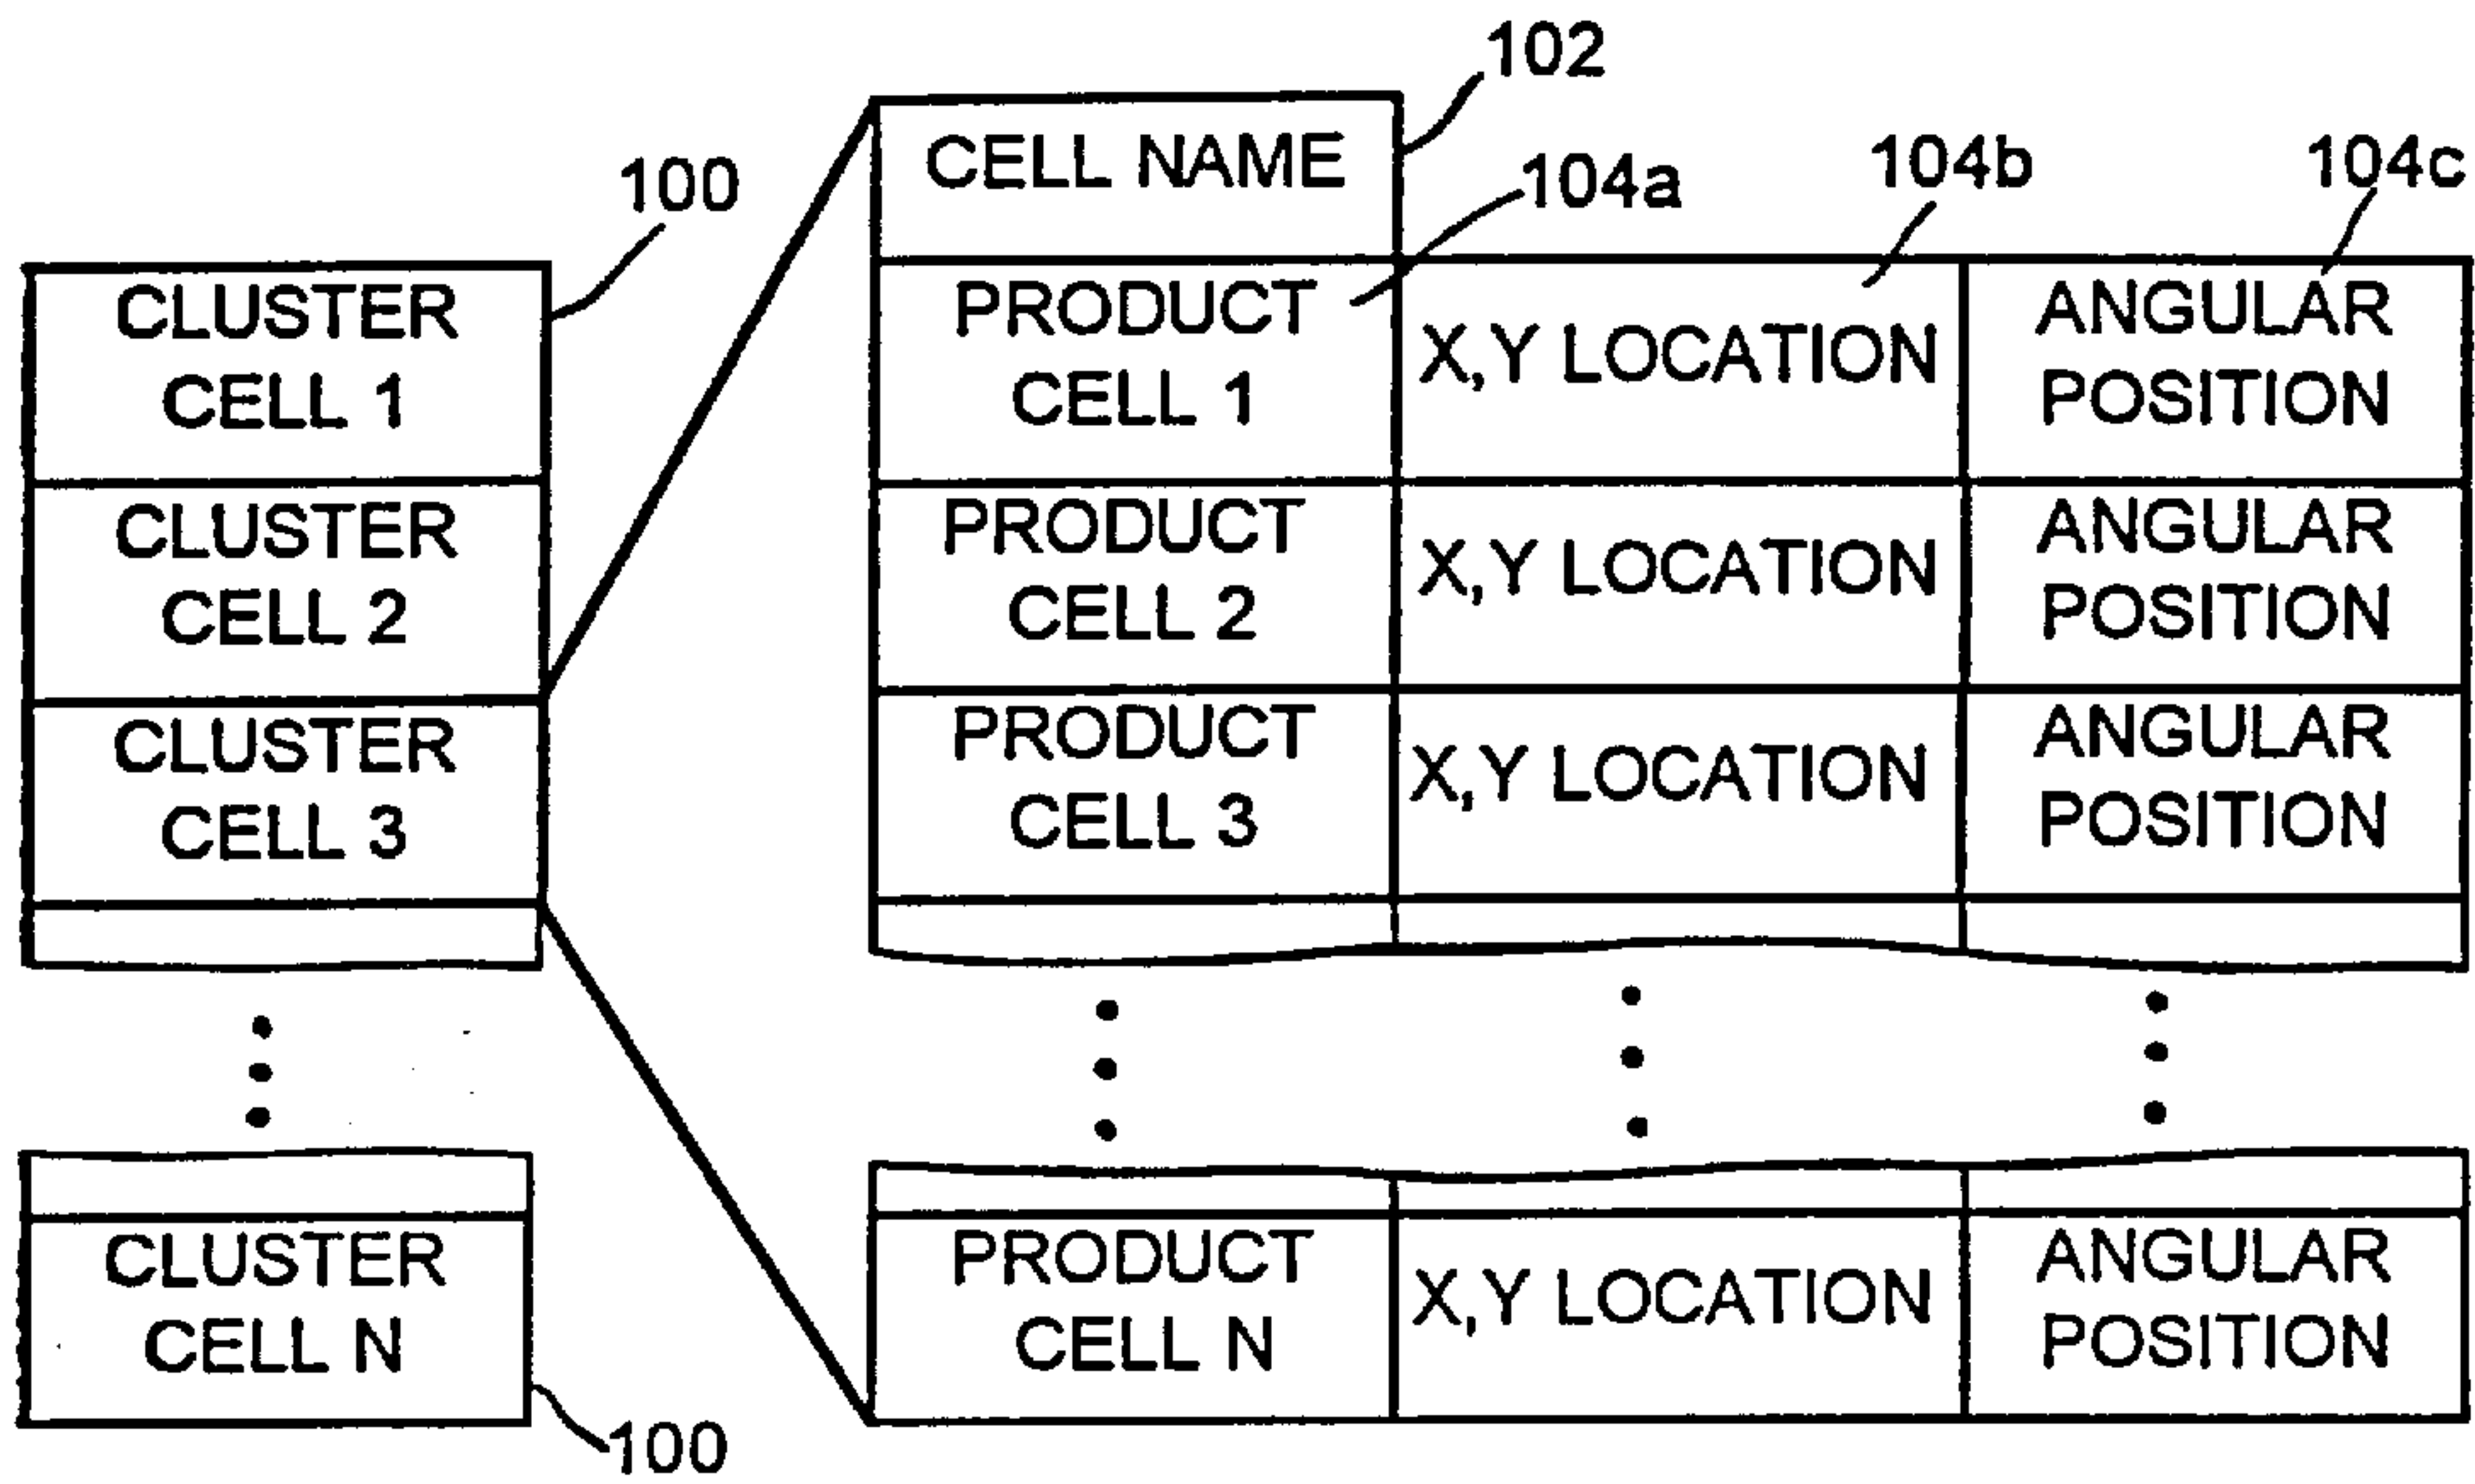 102
CELL NAME
104a
104b
104c
100
CLUSTER
CELL 1
CLUSTER
CELL 2
CLUSTER
CELL 3
CLUSTER
CELL N
100
PRODUCT
CELL 1
X,Y LOCATION
ANGULAR
POSITION
PRODUCT
CELL 2
X,Y LOCATION
ANGULAR
POSITION
PRODUCT
CELL 3
X,Y LOCATION
ANGULAR
POSITION
PRODUCT
CELL N
X,Y LOCATION
ANGULAR
POSITION